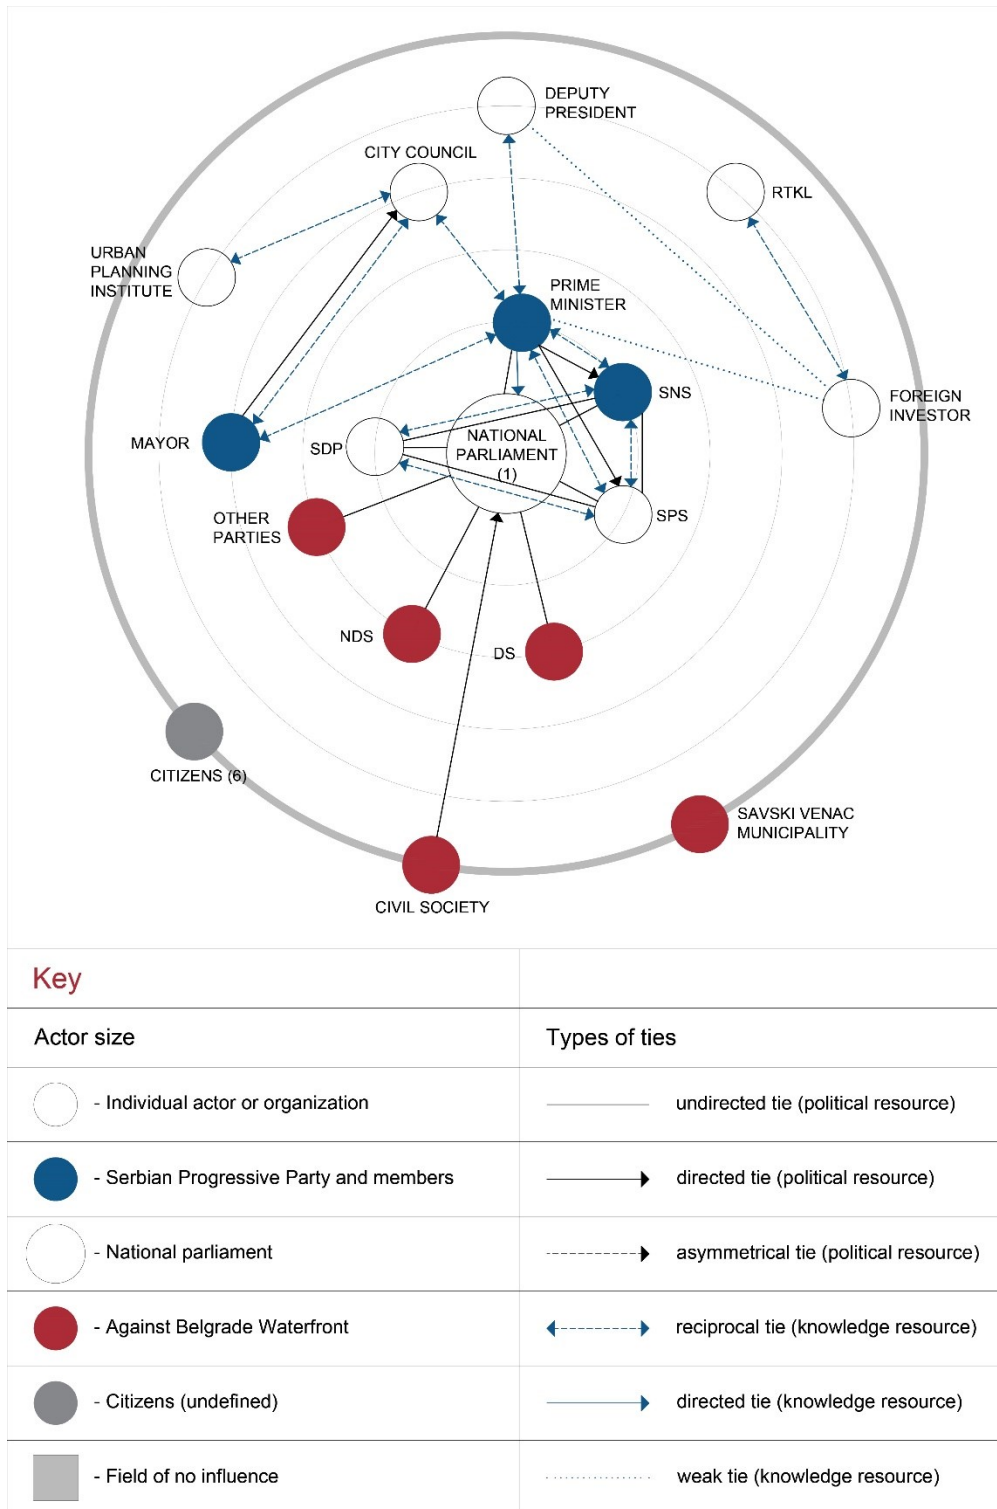 DEPUTY
PRESIDENT
CITY COUNCIL
RTKL
URBAN
PLANNING
INSTITUTE
PRIME
MINISTER
SNS
FOREIGN
INVESTOR
MAYOR
SDP
NATIONAL
PARLIAMENT
(1)
OTHER
PARTIES
SPS
NDS
DS
CITIZENS (6)
SAVSKI VENAC
MUNICIPALITY
CIVIL SOCIETY
Key
Actor size
Types of ties
- Individual actor or organization
undirected tie (political resource)
- Serbian Progressive Party and members
directed tie (political resource)
- National parliament
asymmetrical tie (political resource)
- Against Belgrade Waterfront
reciprocal tie (knowledge resource)
- Citizens (undefined)
directed tie (knowledge resource)
- Field of no influence
weak tie (knowledge resource)